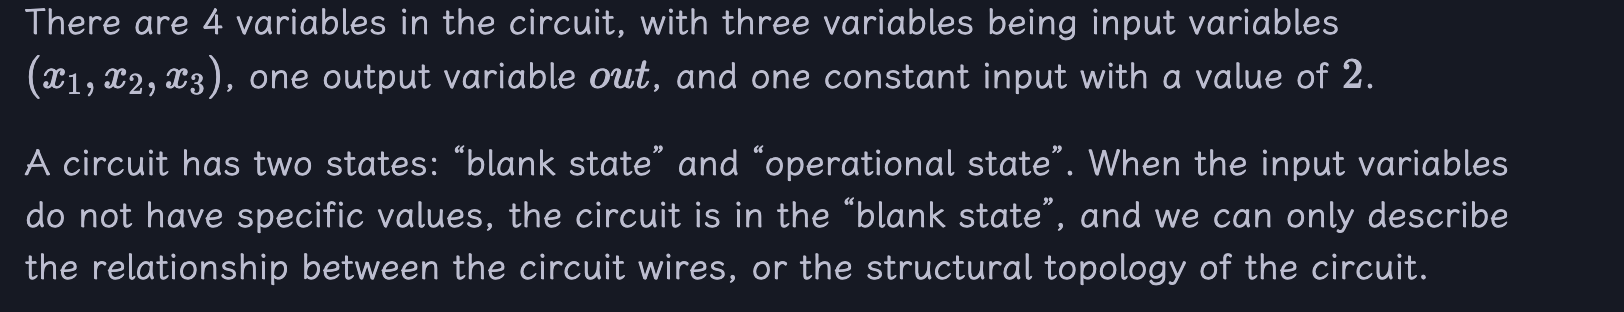 There are 4 variables in the circuit, with three variables being input variables
(x₁, x₂, x₃), one output variable out, and one constant input with a value of 2.
A circuit has two states: “blank state” and “operational state”. When the input variables
do not have specific values, the circuit is in the “blank state”, and we can only describe
the relationship between the circuit wires, or the structural topology of the circuit.